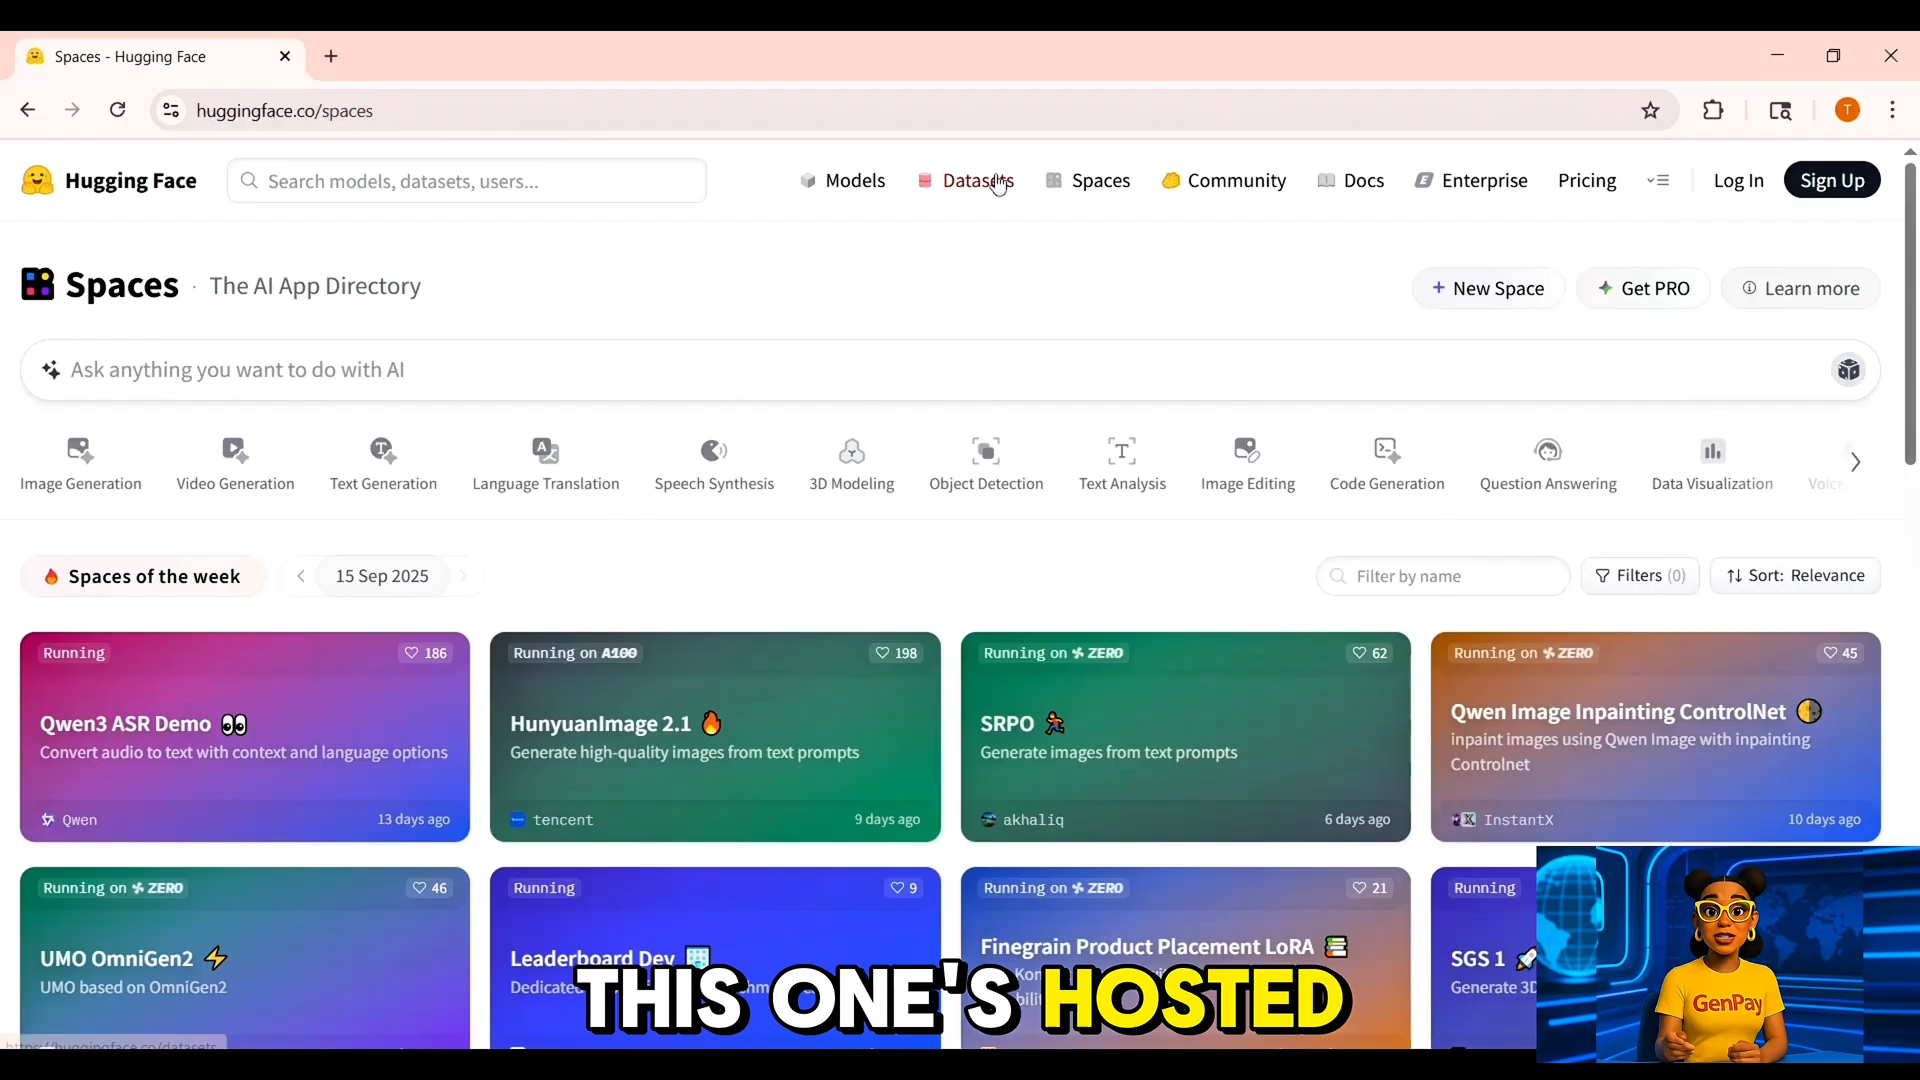 Spaces - Hugging Face
huggingface.co/spaces
T
Hugging Face
Search models, datasets, users...
Models
Datasets
Spaces
Community
Docs
Enterprise
Pricing
Log In
Sign Up
Spaces · The AI App Directory
+ New Space
Get PRO
Learn more
Ask anything you want to do with AI
Image Generation
Video Generation
Text Generation
Language Translation
Speech Synthesis
3D Modeling
Object Detection
Text Analysis
Image Editing
Code Generation
Question Answering
Data Visualization
Voice
Spaces of the week
15 Sep 2025
Filter by name
Filters (0)
Sort: Relevance
Running
186
Qwen3 ASR Demo
Convert audio to text with context and language options
Qwen
13 days ago
Running on A100
198
HunyuanImage 2.1
Generate high-quality images from text prompts
tencent
9 days ago
Running on ZERO
62
SRPO
Generate images from text prompts
akhaliq
6 days ago
Running on ZERO
45
Qwen Image Inpainting ControlNet
inpaint images using Qwen Image with inpainting
Controlnet
InstantX
10 days ago
Running on ZERO
46
UMO OmniGen2
UMO based on OmniGen2
Running
9
Leaderboard Dev
Dedicated
Running on ZERO
21
Finegrain Product Placement LoRA
Running
SGS 1
Generate 3D
THIS ONE'S HOSTED
GenPay
https://huggingface.co/datasets